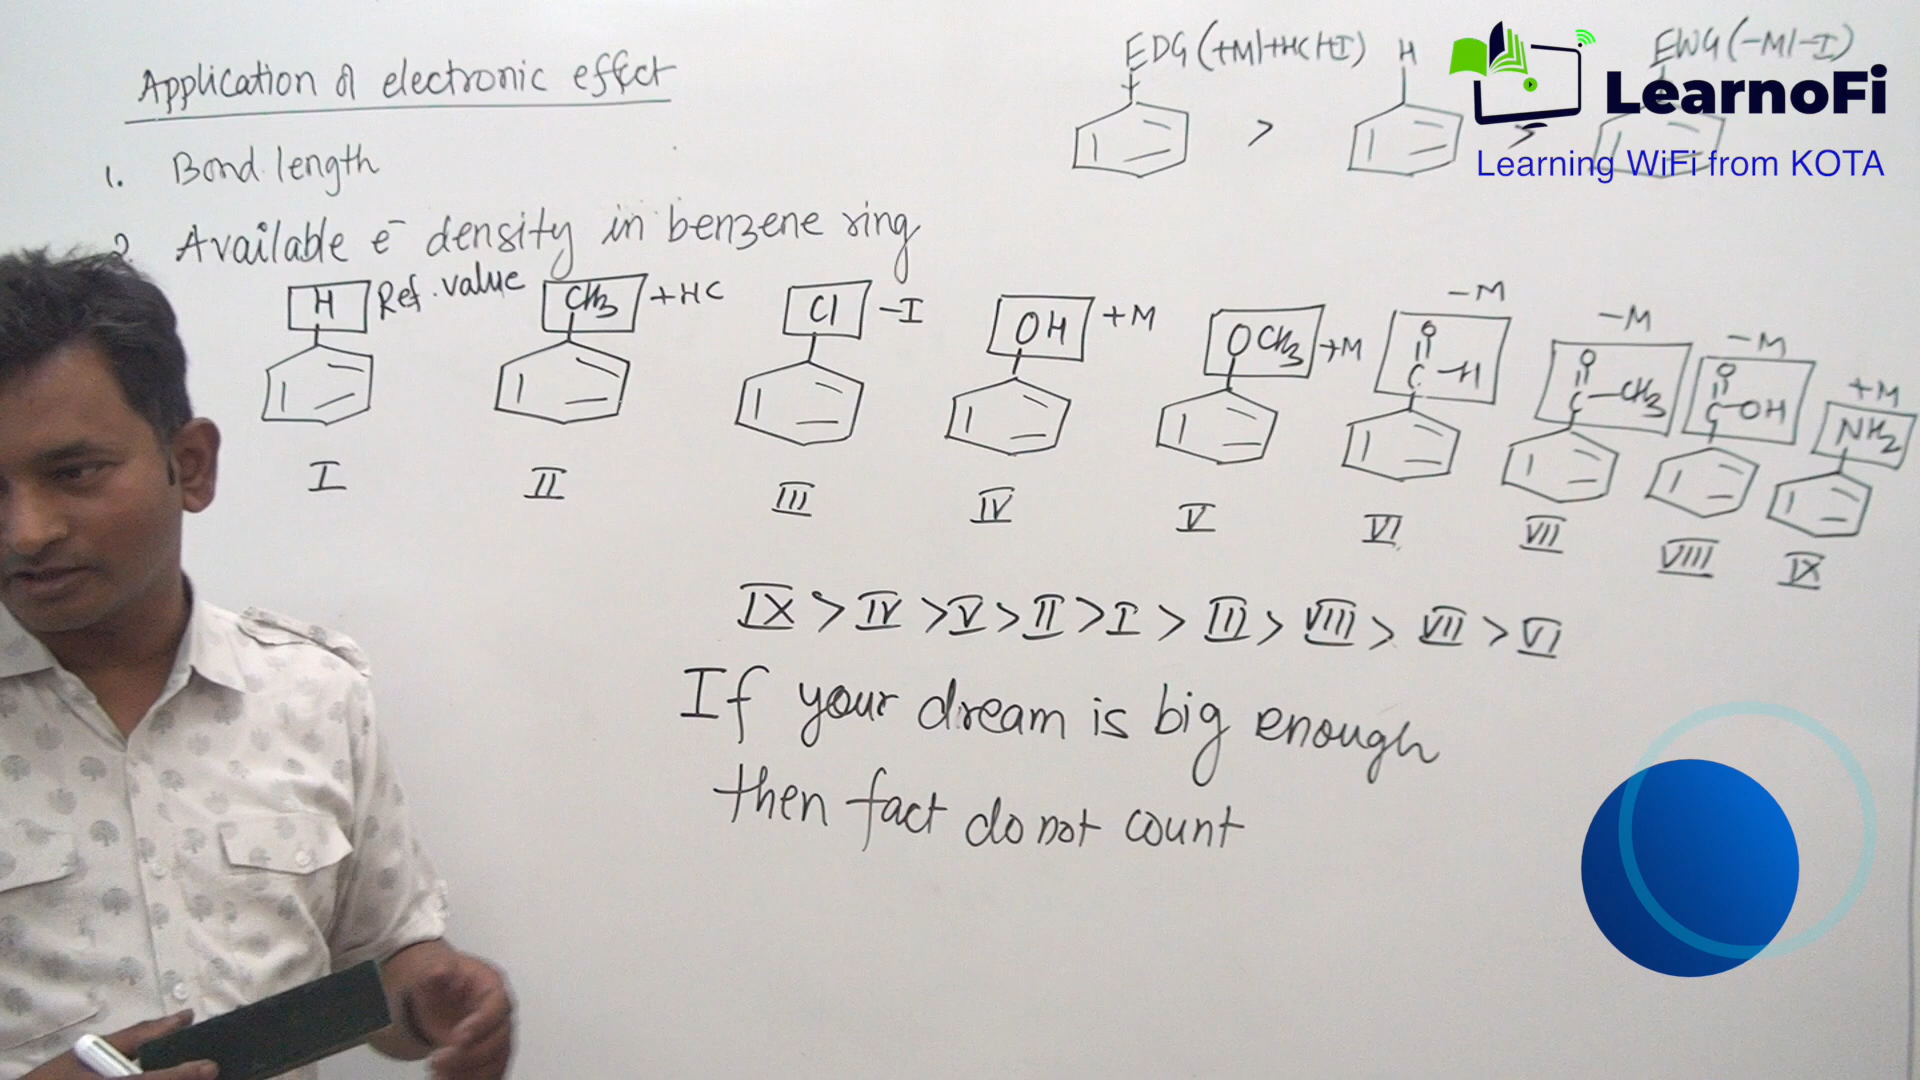 Application of electronic effect
EDG (+M/+HC/+I) H EWG (-M/-I)
> >
LearnoFi
Learning WiFi from KOTA
1. Bond length
2. Available e⁻ density in benzene ring
H Ref. value CH3 +HC Cl -I OH +M OCH3 +M
-M O C -H
-M O C -CH3
-M O C -OH
+M NH2
I II III IV V VI VII VIII IX
IX > IV > V > II > I > III > VIII > VII > VI
If your dream is big enough
then fact do not count